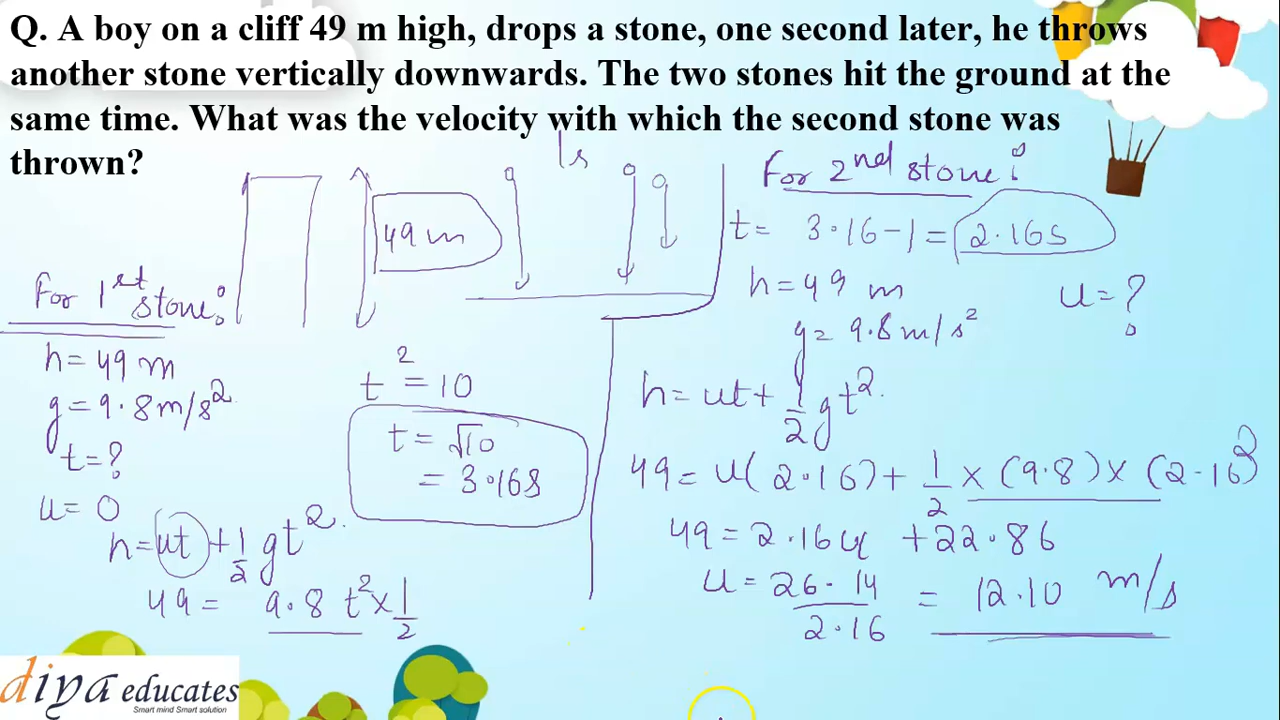 Q. A boy on a cliff 49 m high, drops a stone, one second later, he throws
another stone vertically downwards. The two stones hit the ground at the
same time. What was the velocity with which the second stone was
thrown?
1s
49 m
For 1st stone:
h = 49 m
g = 9.8 m/s²
t = ?
u = 0
h = ut + 1/2 gt²
49 = 9.8 t² × 1/2
t² = 10
t = √10
= 3.16s
For 2nd stone:
t = 3.16 - 1 = 2.16s
h = 49 m
u = ?
g = 9.8 m/s²
h = ut + 1/2 gt².
49 = u(2.16) + 1/2 × (9.8) × (2.16)²
49 = 2.16u + 22.86
u = 26.14/2.16 = 12.10 m/s
diya educates
Smart mind Smart solution